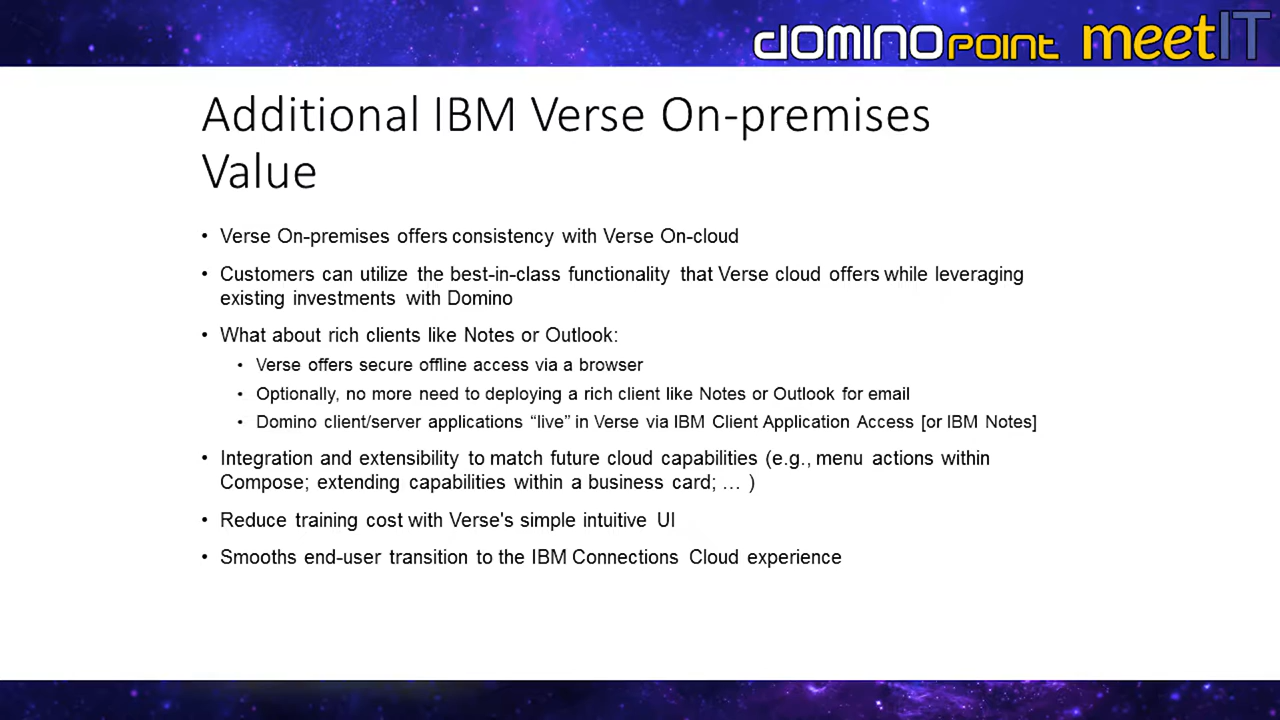 dominopoint meetIT
Additional IBM Verse On-premises
Value
• Verse On-premises offers consistency with Verse On-cloud
• Customers can utilize the best-in-class functionality that Verse cloud offers while leveraging
existing investments with Domino
• What about rich clients like Notes or Outlook:
• Verse offers secure offline access via a browser
• Optionally, no more need to deploying a rich client like Notes or Outlook for email
• Domino client/server applications “live” in Verse via IBM Client Application Access [or IBM Notes]
• Integration and extensibility to match future cloud capabilities (e.g., menu actions within
Compose; extending capabilities within a business card; … )
• Reduce training cost with Verse's simple intuitive UI
• Smooths end-user transition to the IBM Connections Cloud experience